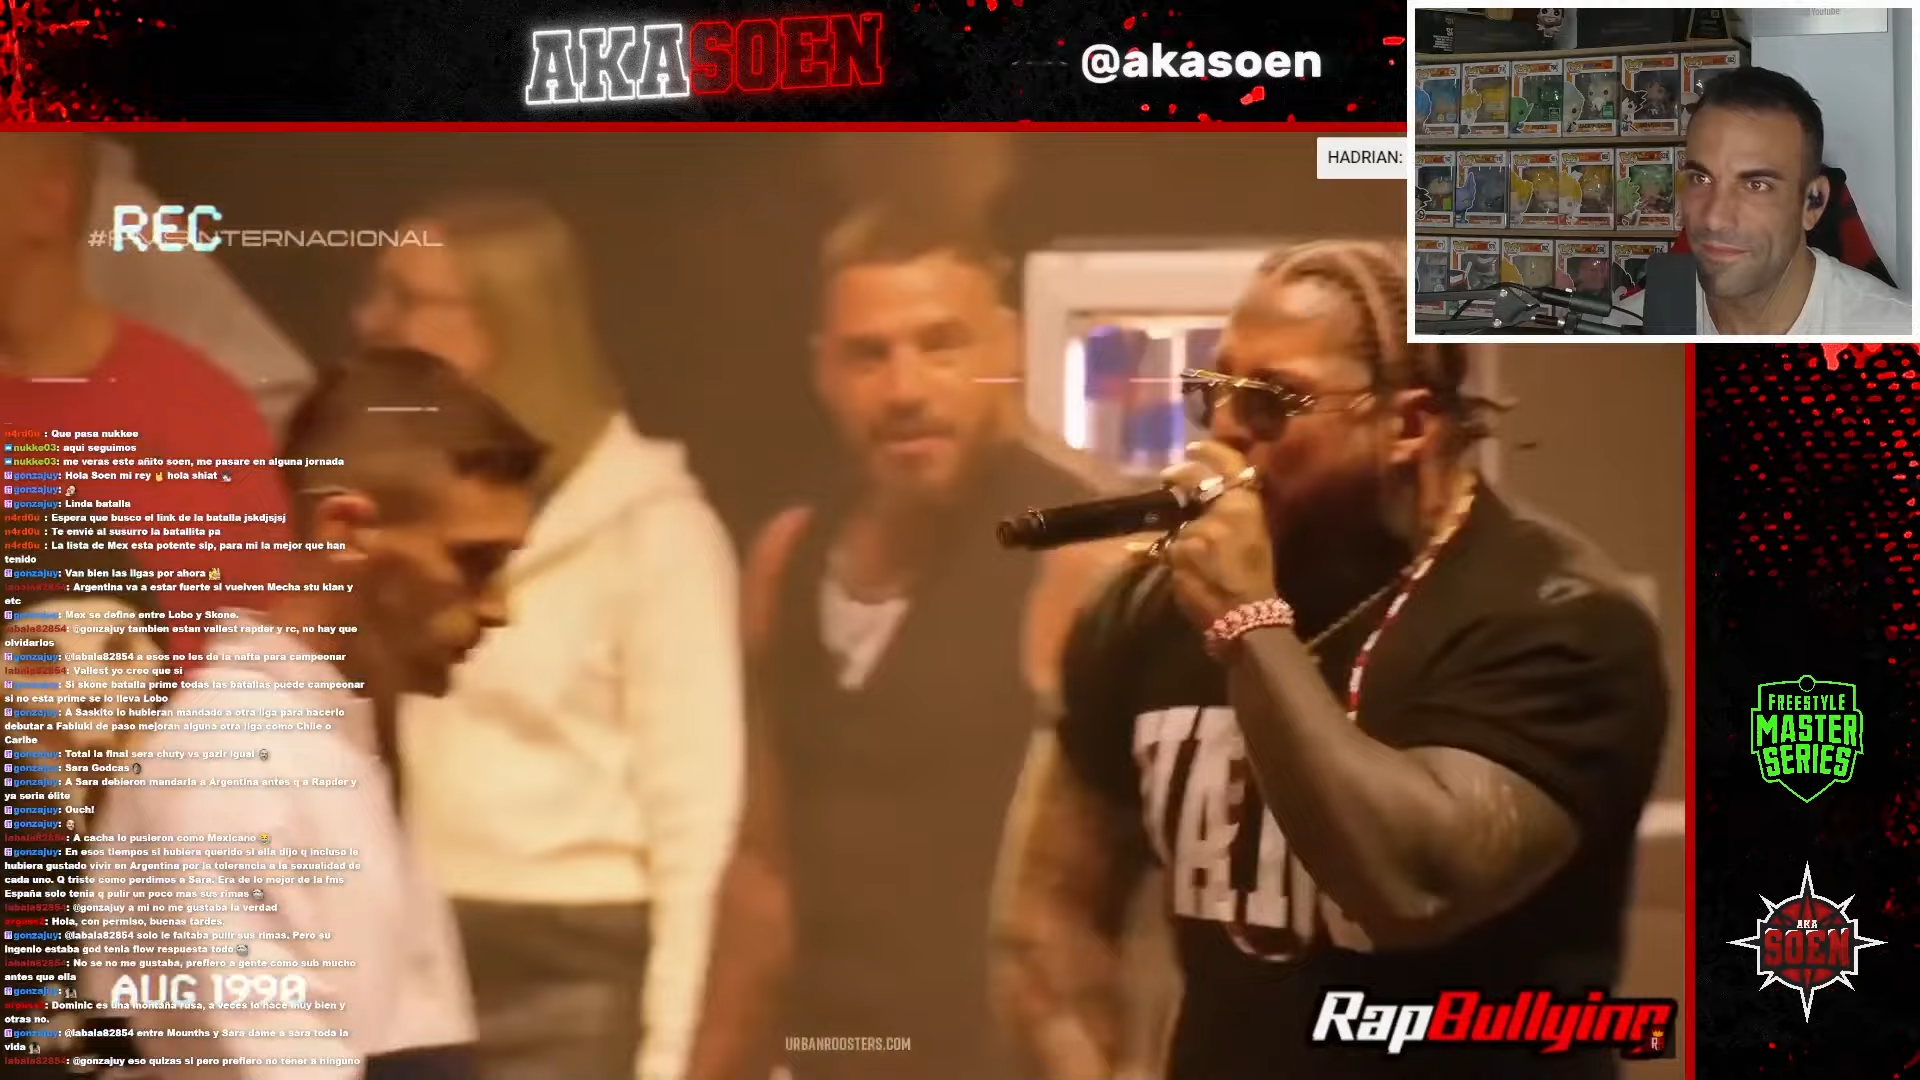 AKASOEN
@akasoen
Youtube
HADRIAN:
REC
INTERNACIONAL
n4rd0u : Que pasa nukkee
nukke03: aqui seguimos
nukke03: me veras este añito soen, me pasare en alguna jornada
gonzajuy: Hola Soen mi rey hola shiat
gonzajuy:
gonzajuy: Linda batalla
n4rd0u : Espera que busco el link de la batalla jskdjsjsj
n4rd0u : Te envié al susurro la batallita pa
n4rd0u : La lista de Mex esta potente sip, para mi la mejor que han
tenido
gonzajuy: Van bien las ligas por ahora
labala82854: Argentina va a estar fuerte si vuelven Mecha stu klan y
etc
gonzajuy: Mex se define entre Lobo y Skone.
labala82854: @gonzajuy tambien estan vallest rapder y rc, no hay que
olvidarlos
gonzajuy: @labala82854 a esos no les da la nafta para campeonar
labala82854: Vallest yo creo que si
gonzajuy: Si skone batalla prime todas las batallas puede campeonar
si no esta prime se lo lleva Lobo
gonzajuy: A Saskito lo hubieran mandado a otra liga para hacerlo
debutar a Fabiuki de paso mejoran alguna otra liga como Chile o
Caribe
gonzajuy: Total la final sera chuty vs gazir igual
gonzajuy: Sara Godcas
gonzajuy: A Sara debieron mandarla a Argentina antes q a Rapder y
ya seria élite
gonzajuy: Ouch!
gonzajuy:
labala82854: A cacha lo pusieron como Mexicano
gonzajuy: En esos tiempos si hubiera querido si ella dijo q incluso le
hubiera gustado vivir en Argentina por la tolerancia a la sexualidad de
cada uno. Q triste como perdimos a Sara. Era de lo mejor de la fms
España solo tenia q pulir un poco mas sus rimas
labala82854: @gonzajuy a mi no me gustaba la verdad
Hola, con permiso, buenas tardes.
gonzajuy: @labala82854 solo le faltaba pulir sus rimas. Pero su
ingenio estaba god tenia flow respuesta todo
labala82854: No se no me gustaba, prefiero a gente como sub mucho
antes que ella
gonzajuy:
AUG 1990
Dominic es una montaña rusa, a veces lo hace muy bien y
otras no.
gonzajuy: @labala82854 entre Mounths y Sara dame a sara toda la
vida
labala82854: @gonzajuy eso quizas si pero prefiero no tener a ninguno
URBANROOSTERS.COM
RapBullying
FREESTYLE
MASTER
SERIES
AKA
SOEN